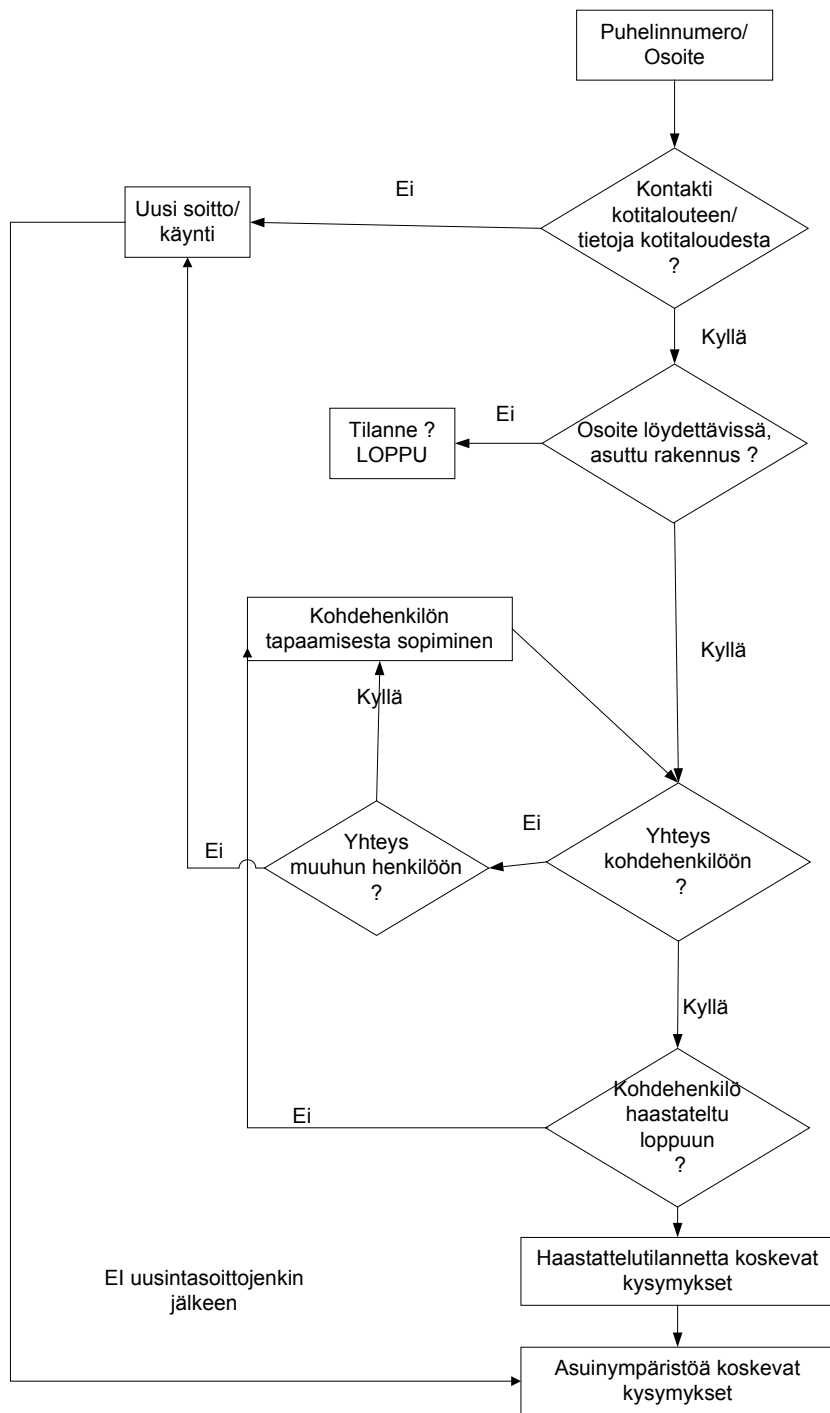 Puhelinnumero/
Osoite
Ei
Kontakti
kotitalouteen/
tietoja kotitaloudesta
?
Uusi soitto/
käynti
Kyllä
Ei
Tilanne ?
LOPPU
Osoite löydettävissä,
asuttu rakennus ?
Kohdehenkilön
tapaamisesta sopiminen
Kyllä
Kyllä
Ei
Yhteys
muuhun henkilöön
?
Ei
Yhteys
kohdehenkilöön
?
Kyllä
Kohdehenkilö
haastateltu
loppuun
?
Ei
Haastattelutilannetta koskevat
kysymykset
EI uusintasoittojenkin
jälkeen
Asuinympäristöä koskevat
kysymykset